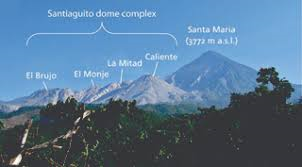 Santiaguito dome complex
Santa Maria
(3772 m a.s.l.)
Caliente
La Mitad
El Monje
El Brujo